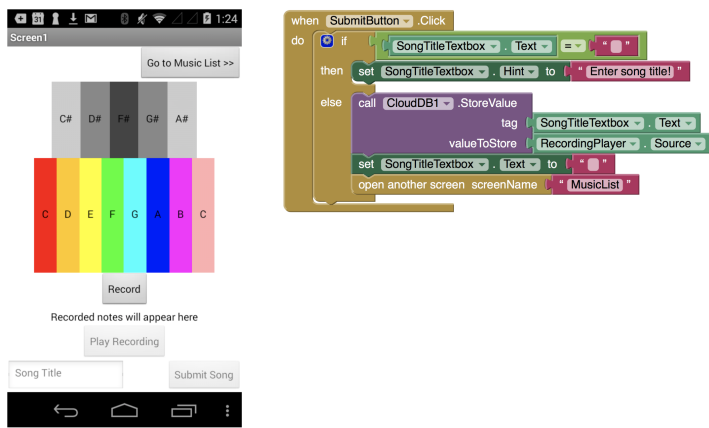 31
1:24
Screen1
Go to Music List >>
C# D# F# G# A#
C D E F G A B C
Record
Recorded notes will appear here
Play Recording
Song Title
Submit Song
when SubmitButton .Click
do if SongTitleTextbox . Text = " "
then set SongTitleTextbox . Hint to " Enter song title! "
else call CloudDB1 .StoreValue
tag SongTitleTextbox . Text
valueToStore RecordingPlayer . Source
set SongTitleTextbox . Text to " "
open another screen screenName " MusicList "